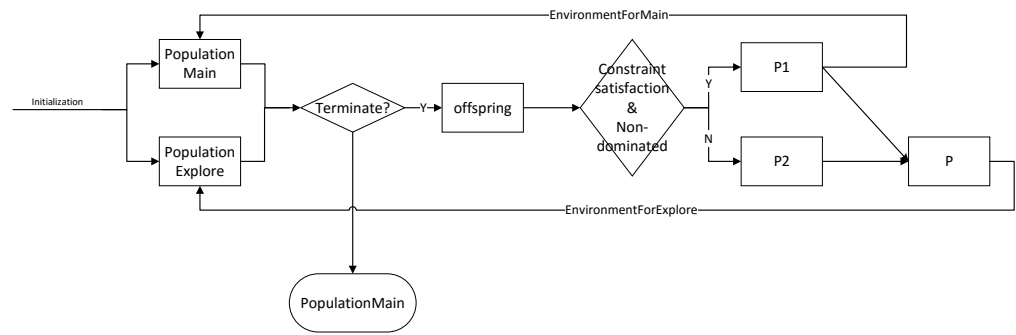 EnvironmentForMain
Population
Main
Initialization
Population
Explore
Terminate?
Y
offspring
Constraint
satisfaction
&
Non-
dominated
Y
N
P1
P2
P
EnvironmentForExplore
PopulationMain